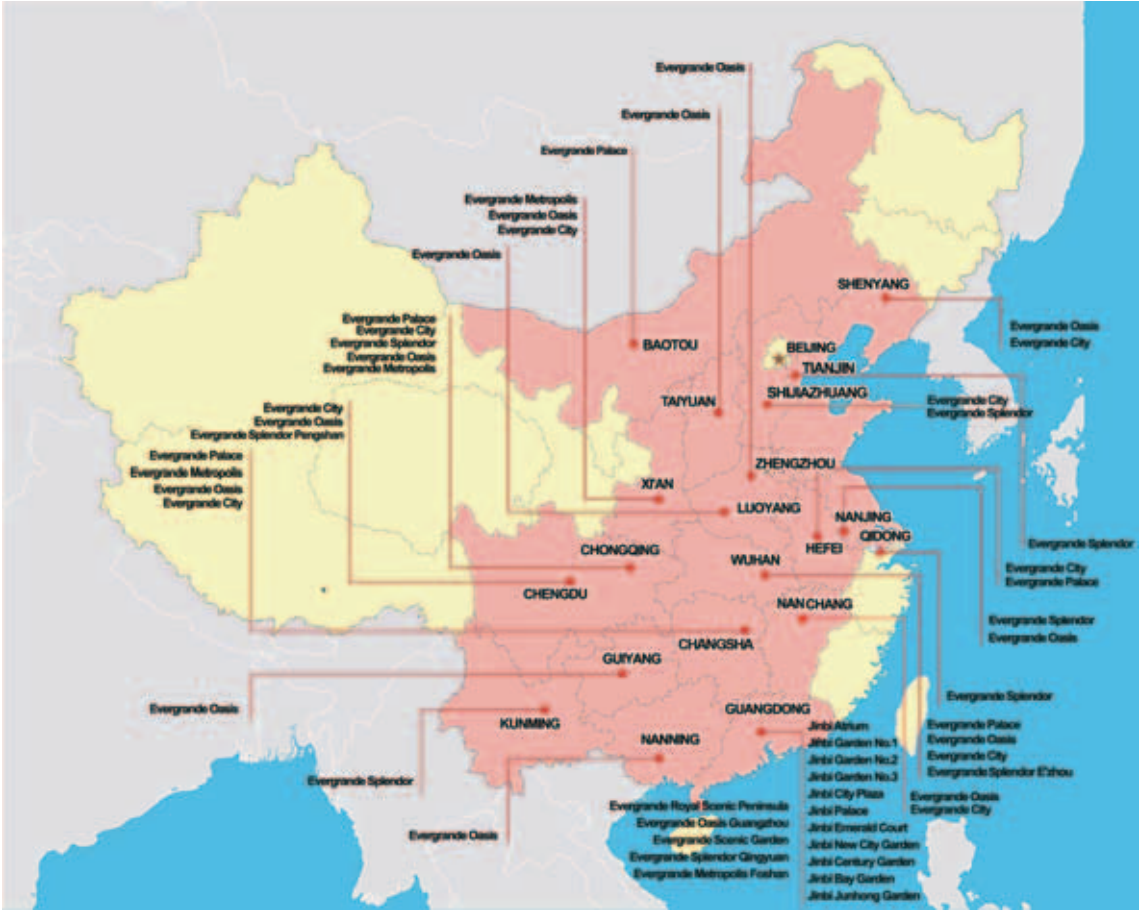 Evergrande Oasis
Evergrande Oasis
Evergrande Palace
Evergrande Metropolis
Evergrande Oasis
Evergrande City
Evergrande Oasis
SHENYANG
Evergrande Palace
Evergrande City
Evergrande Splendor
Evergrande Oasis
Evergrande Metropolis
Evergrande Oasis
Evergrande City
BAOTOU
BEIJING
TIANJIN
SHIJIAZHUANG
TAIYUAN
Evergrande City
Evergrande Splendor
Evergrande City
Evergrande Oasis
Evergrande Splendor Pengshan
Evergrande Palace
Evergrande Metropolis
Evergrande Oasis
Evergrande City
ZHENGZHOU
XI'AN
LUOYANG
NANJING
QIDONG
HEFEI
Evergrande Splendor
CHONGQING
WUHAN
Evergrande City
Evergrande Palace
CHENGDU
NAN CHANG
Evergrande Splendor
Evergrande Oasis
CHANGSHA
GUIYANG
Evergrande Splendor
Evergrande Oasis
KUNMING
NANNING
GUANGDONG
Jinbi Atrium
Jinbi Garden No.1
Jinbi Garden No.2
Jinbi Garden No.3
Jinbi City Plaza
Jinbi Palace
Jinbi Emerald Court
Jinbi New City Garden
Jinbi Century Garden
Jinbi Bay Garden
Jinbi Junhong Garden
Evergrande Palace
Evergrande Oasis
Evergrande City
Evergrande Splendor E'zhou
Evergrande Oasis
Evergrande City
Evergrande Splendor
Evergrande Oasis
Evergrande Royal Scenic Peninsula
Evergrande Oasis Guangzhou
Evergrande Scenic Garden
Evergrande Splendor Qingyuan
Evergrande Metropolis Foshan